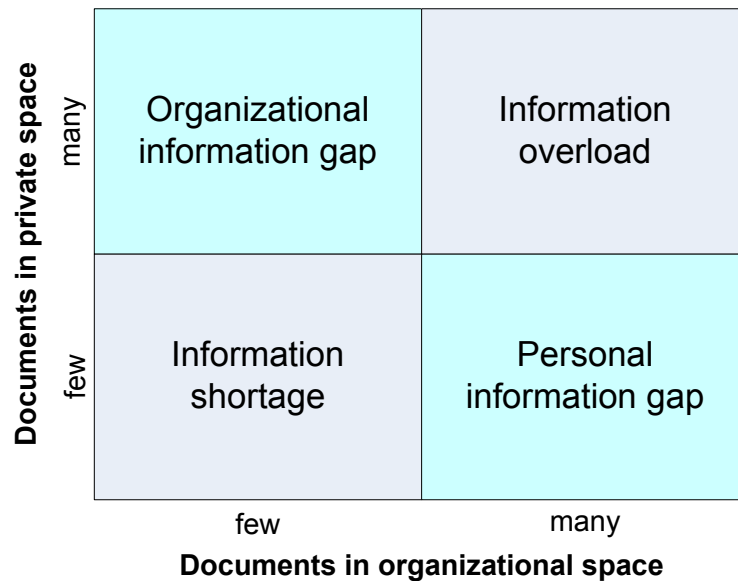 Documents in private space
many
few
Organizational
information gap
Information
overload
Information
shortage
Personal
information gap
few
many
Documents in organizational space